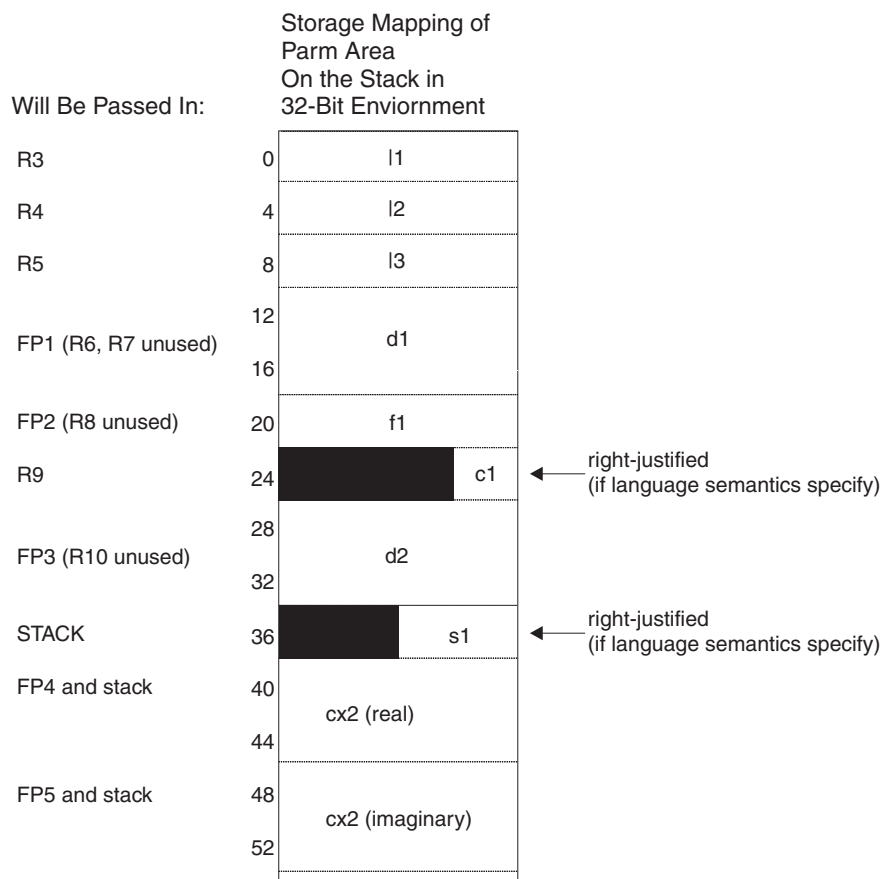 Storage Mapping of
Parm Area
On the Stack in
Will Be Passed In: 32-Bit Enviornment
R3 0 l1
R4 4 l2
R5 8 l3
12
FP1 (R6, R7 unused) d1
16
FP2 (R8 unused) 20 f1
right-justified
R9 24 c1
(if language semantics specify)
28
FP3 (R10 unused) d2
32
right-justified
STACK 36 s1
(if language semantics specify)
FP4 and stack 40
cx2 (real)
44
FP5 and stack 48
cx2 (imaginary)
52